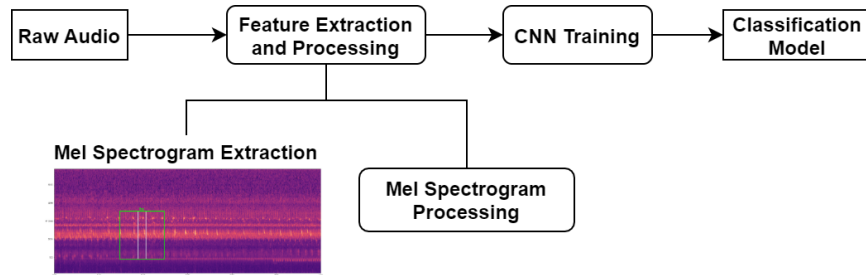 Raw Audio
Feature Extraction
and Processing
CNN Training
Classification
Model
Mel Spectrogram Extraction
Mel Spectrogram
Processing